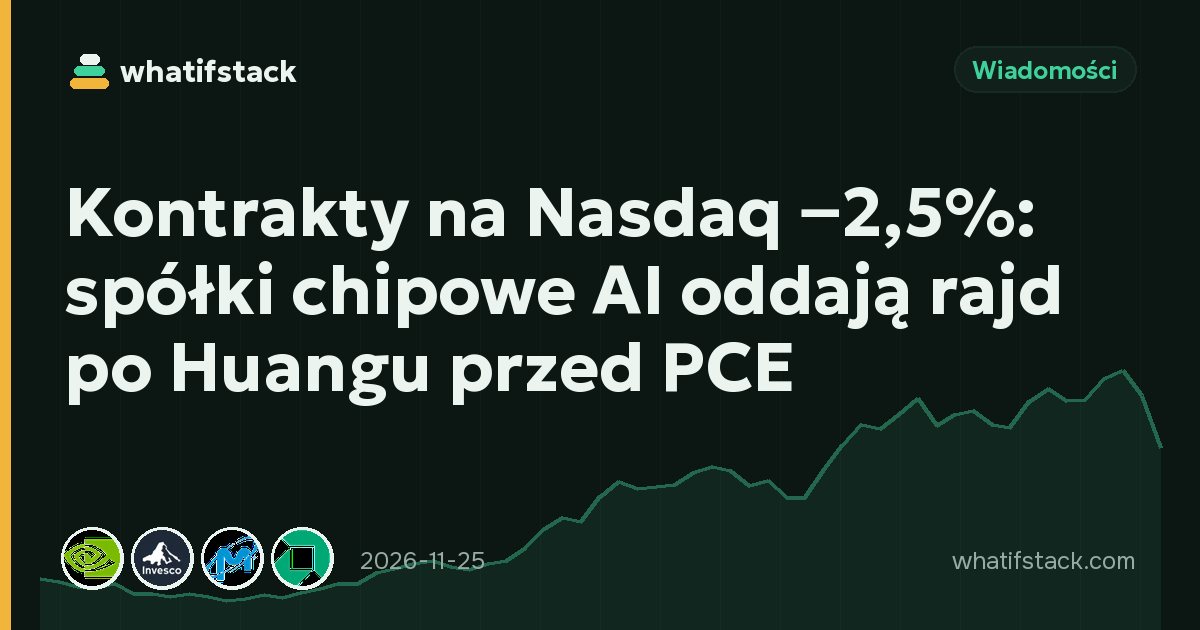 whatifstack
Wiadomości
Kontrakty na Nasdaq −2,5%:
spółki chipowe AI oddają rajd
po Huangu przed PCE
Invesco
2026-11-25
whatifstack.com